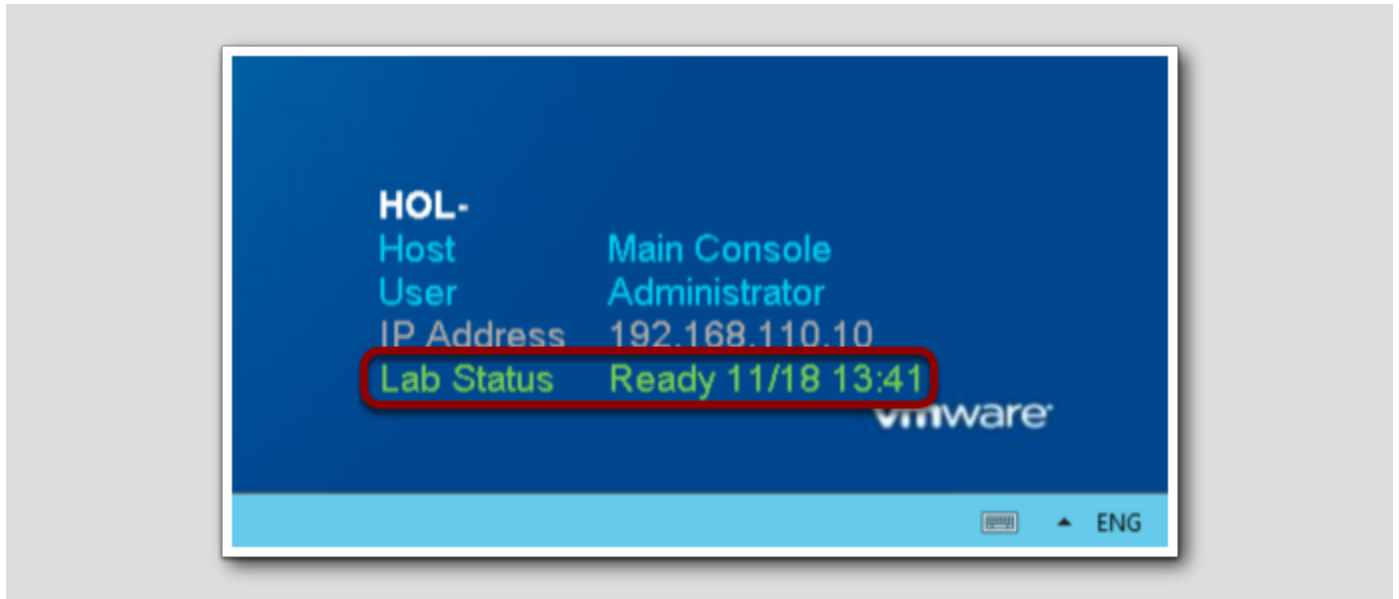 HOL-
Host Main Console
User Administrator
IP Address 192.168.110.10
Lab Status Ready 11/18 13:41
vmware
ENG